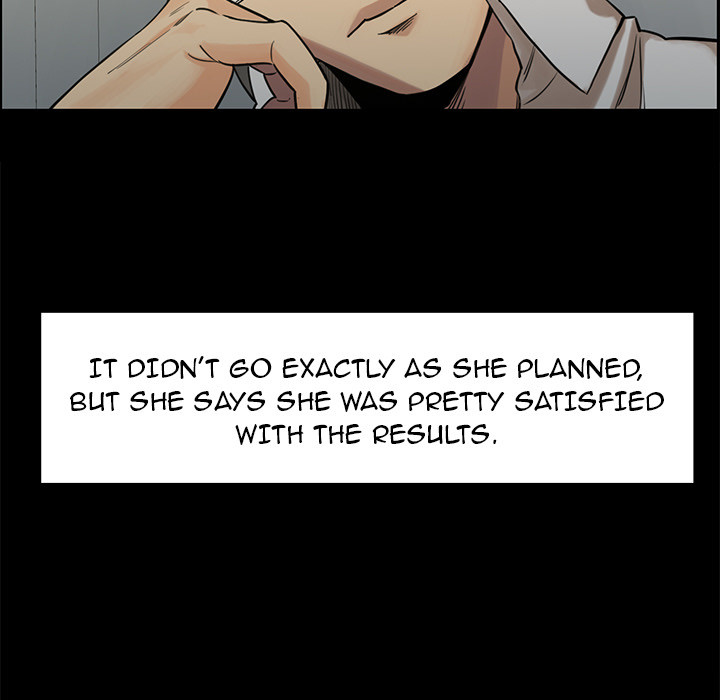 IT DIDN'T GO EXACTLY AS SHE PLANNED,
BUT SHE SAYS SHE WAS PRETTY SATISFIED
WITH THE RESULTS.